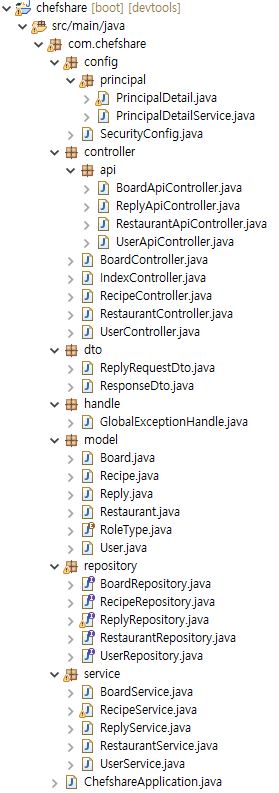 chefshare [boot] [devtools]
src/main/java
com.chefshare
config
principal
PrincipalDetail.java
PrincipalDetailService.java
SecurityConfig.java
controller
api
BoardApiController.java
ReplyApiController.java
RestaurantApiController.java
UserApiController.java
BoardController.java
IndexController.java
RecipeController.java
RestaurantController.java
UserController.java
dto
ReplyRequestDto.java
ResponseDto.java
handle
GlobalExceptionHandle.java
model
Board.java
Recipe.java
Reply.java
Restaurant.java
RoleType.java
User.java
repository
BoardRepository.java
RecipeRepository.java
ReplyRepository.java
RestaurantRepository.java
UserRepository.java
service
BoardService.java
RecipeService.java
ReplyService.java
RestaurantService.java
UserService.java
ChefshareApplication.java